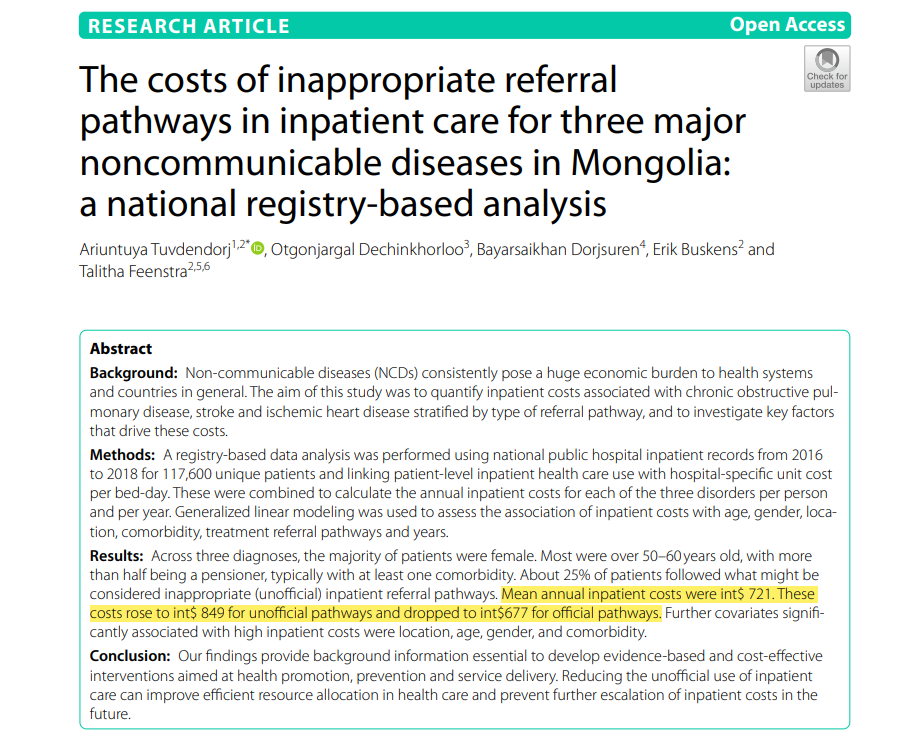 RESEARCH ARTICLE
Open Access
Check for
updates
The costs of inappropriate referral
pathways in inpatient care for three major
noncommunicable diseases in Mongolia:
a national registry-based analysis
Ariuntuya Tuvdendorj1,2* iD, Otgonjargal Dechinkhorloo3, Bayarsaikhan Dorjsuren4, Erik Buskens2 and
Talitha Feenstra2,5,6
Abstract
Background: Non-communicable diseases (NCDs) consistently pose a huge economic burden to health systems
and countries in general. The aim of this study was to quantify inpatient costs associated with chronic obstructive pul-
monary disease, stroke and ischemic heart disease stratified by type of referral pathway, and to investigate key factors
that drive these costs.
Methods: A registry-based data analysis was performed using national public hospital inpatient records from 2016
to 2018 for 117,600 unique patients and linking patient-level inpatient health care use with hospital-specific unit cost
per bed-day. These were combined to calculate the annual inpatient costs for each of the three disorders per person
and per year. Generalized linear modeling was used to assess the association of inpatient costs with age, gender, loca-
tion, comorbidity, treatment referral pathways and years.
Results: Across three diagnoses, the majority of patients were female. Most were over 50–60 years old, with more
than half being a pensioner, typically with at least one comorbidity. About 25% of patients followed what might be
considered inappropriate (unofficial) inpatient referral pathways. Mean annual inpatient costs were int$ 721. These
costs rose to int$ 849 for unofficial pathways and dropped to int$677 for official pathways. Further covariates signifi-
cantly associated with high inpatient costs were location, age, gender, and comorbidity.
Conclusion: Our findings provide background information essential to develop evidence-based and cost-effective
interventions aimed at health promotion, prevention and service delivery. Reducing the unofficial use of inpatient
care can improve efficient resource allocation in health care and prevent further escalation of inpatient costs in the
future.